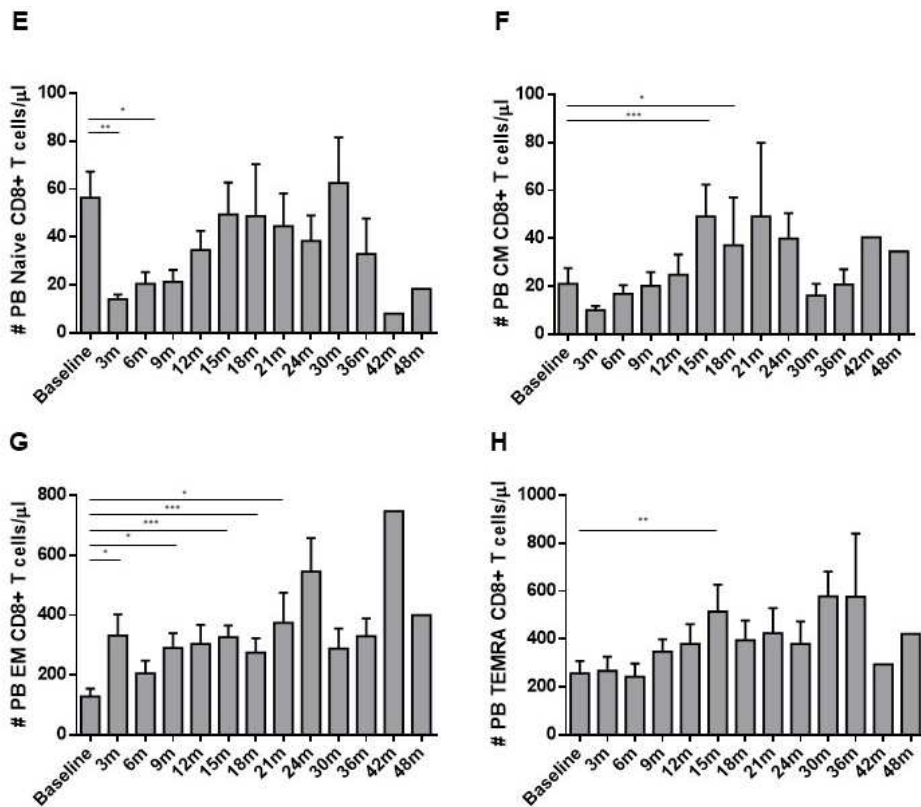 E
# PB Naive CD8+ T cells/µl
100
80
60
40
20
0
*
**
Baseline
3m
6m
9m
12m
15m
18m
21m
24m
30m
36m
42m
48m
F
# PB CM CD8+ T cells/µl
100
80
60
40
20
0
*
***
Baseline
3m
6m
9m
12m
15m
18m
21m
24m
30m
36m
42m
48m
G
# PB EM CD8+ T cells/µl
800
600
400
200
0
*
***
***
*
*
Baseline
3m
6m
9m
12m
15m
18m
21m
24m
30m
36m
42m
48m
H
# PB TEMRA CD8+ T cells/µl
1000
800
600
400
200
0
**
Baseline
3m
6m
9m
12m
15m
18m
21m
24m
30m
36m
42m
48m